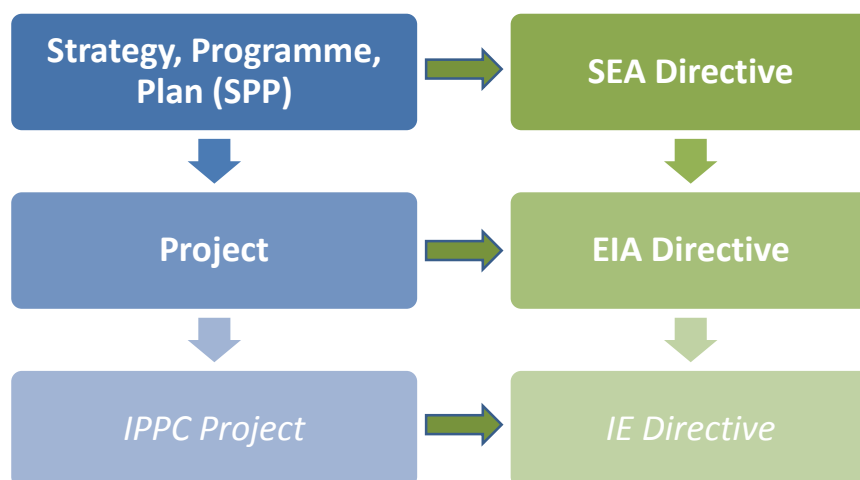 Strategy, Programme,
Plan (SPP)
SEA Directive
Project
EIA Directive
IPPC Project
IE Directive